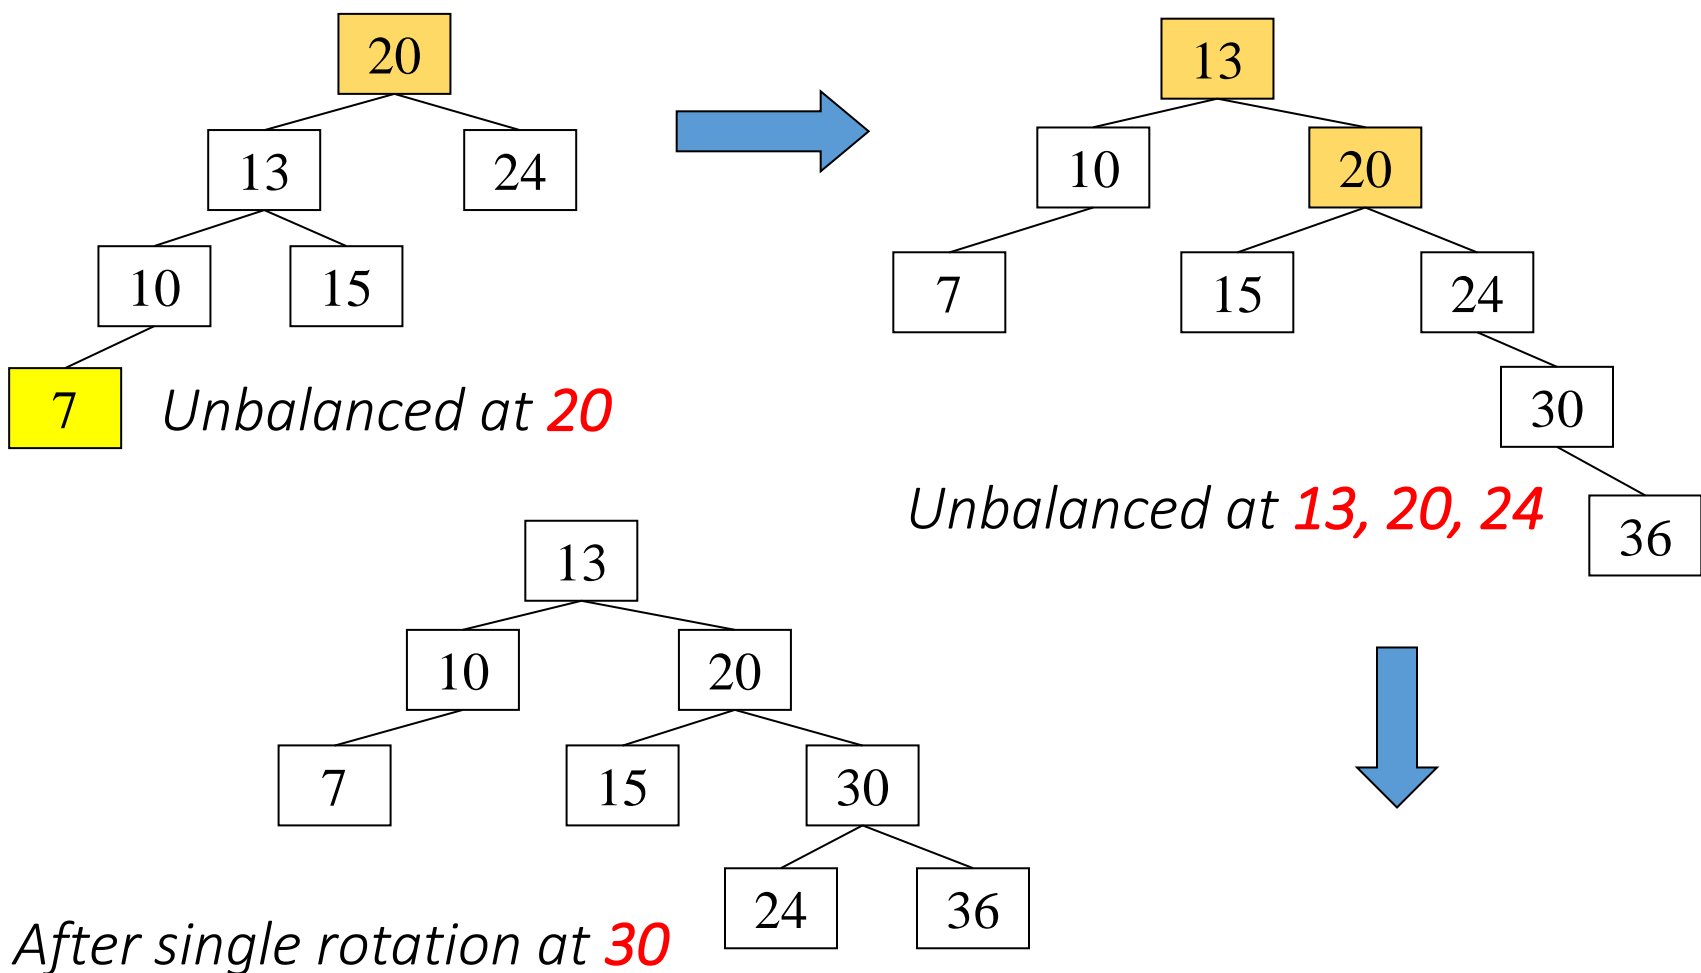 20
13 24
10 15
7
Unbalanced at 20
13
10 20
7 15 24
30
36
Unbalanced at 13, 20, 24
13
10 20
7 15 30
24 36
After single rotation at 30